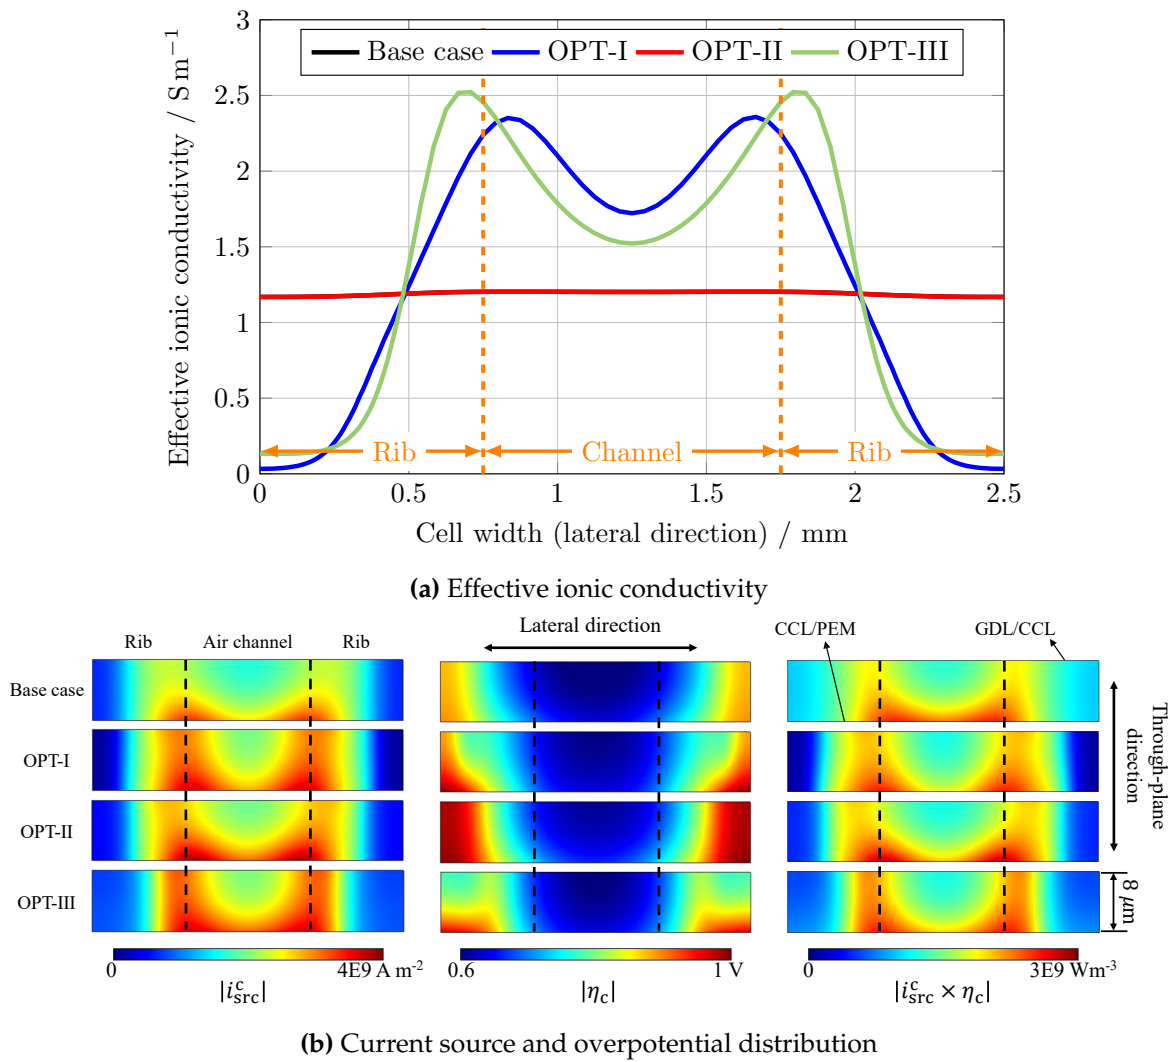 3
Base case OPT-I OPT-II OPT-III
2.5
2
1.5
1
0.5
0
Effective ionic conductivity / S m⁻¹
Rib Channel Rib
0 0.5 1 1.5 2 2.5
Cell width (lateral direction) / mm
(a) Effective ionic conductivity
Rib Air channel Rib
Lateral direction
CCL/PEM GDL/CCL
Base case
OPT-I
OPT-II
OPT-III
Through-plane
direction
8 μm
0 4E9 A m⁻²
|i_src^c|
0.6 1 V
|η_c|
0 3E9 Wm⁻³
|i_src^c × η_c|
(b) Current source and overpotential distribution